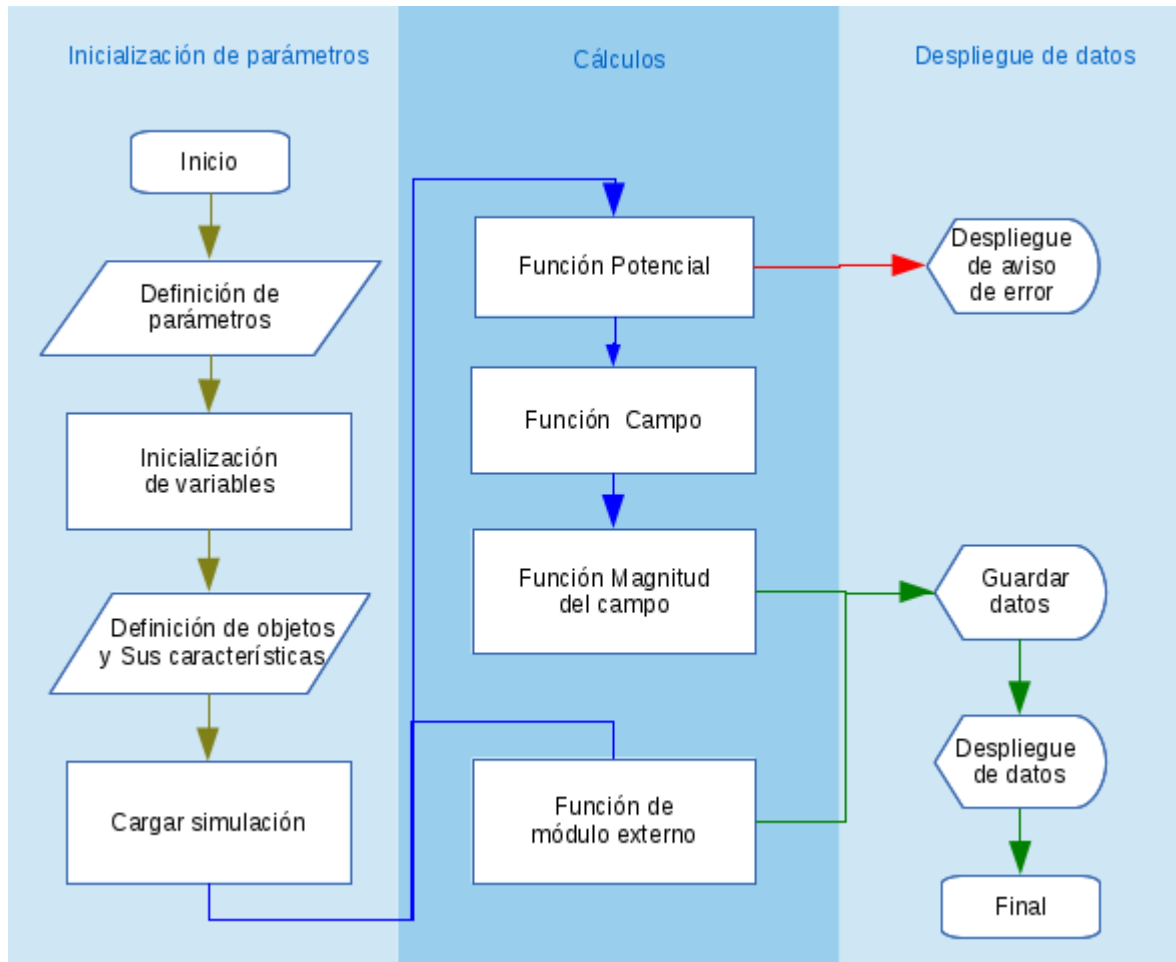 Inicialización de parámetros
Cálculos
Despliegue de datos
Inicio
Definición de
parámetros
Inicialización
de variables
Definición de objetos
y Sus características
Cargar simulación
Función Potencial
Función Campo
Función Magnitud
del campo
Función de
módulo externo
Despliegue
de aviso
de error
Guardar
datos
Despliegue
de datos
Final